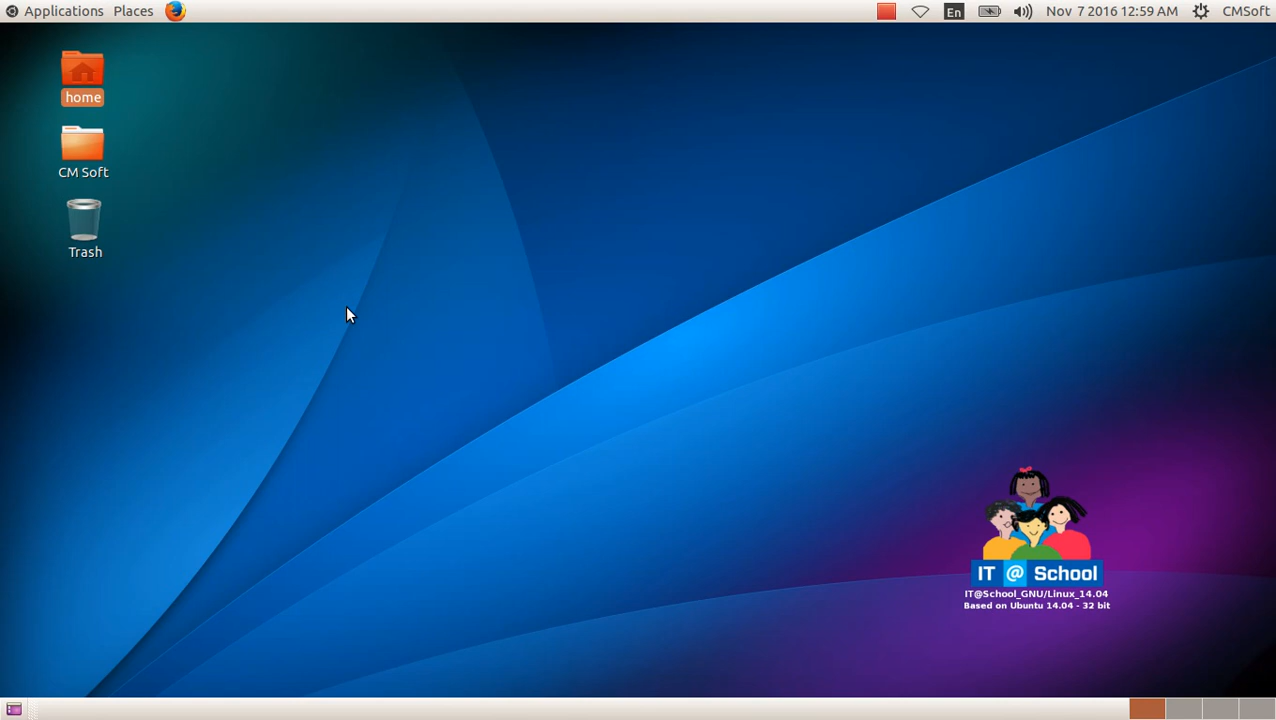 Applications Places En Nov 7 2016 12:59 AM CMSoft
home
CM Soft
Trash
IT @ School
IT@School_GNU/Linux_14.04
Based on Ubuntu 14.04 - 32 bit